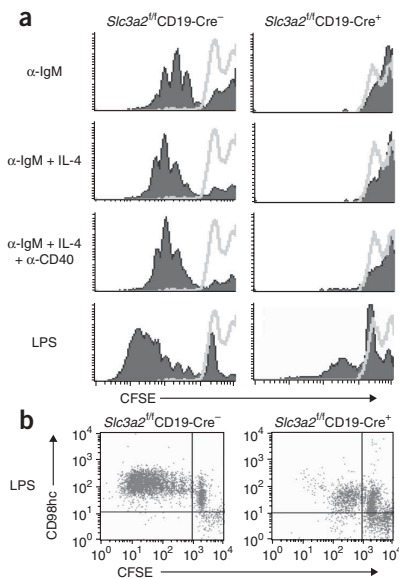 a
Slc3a2f/fCD19-Cre– Slc3a2f/fCD19-Cre+
α-IgM
α-IgM + IL-4
α-IgM + IL-4
+ α-CD40
LPS
CFSE
b
Slc3a2f/fCD19-Cre– Slc3a2f/fCD19-Cre+
LPS
CD98hc
10⁴
10³
10²
10¹
10⁰
10⁰ 10¹ 10² 10³ 10⁴
10⁴
10³
10²
10¹
10⁰
10⁰ 10¹ 10² 10³ 10⁴
CFSE